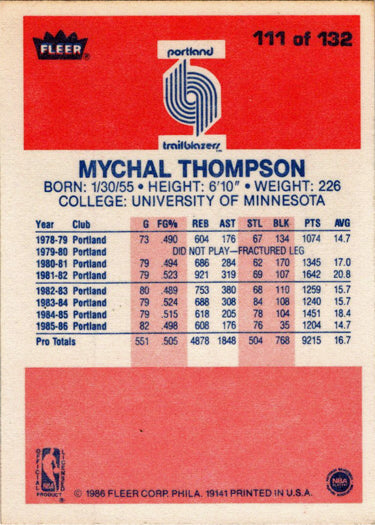 FLEER
111 of 132
portland
trailblazers
MYCHAL THOMPSON
BORN: 1/30/55 • HEIGHT: 6'10" • WEIGHT: 226
COLLEGE: UNIVERSITY OF MINNESOTA
Year Club G FG% REB AST STL BLK PTS AVG
1978-79 Portland 73 .490 604 176 67 134 1074 14.7
1979-80 Portland DID NOT PLAY—FRACTURED LEG
1980-81 Portland 79 .494 686 284 62 170 1345 17.0
1981-82 Portland 79 .523 921 319 69 107 1642 20.8
1982-83 Portland 80 .489 753 380 68 110 1259 15.7
1983-84 Portland 79 .524 688 308 84 108 1240 15.7
1984-85 Portland 79 .515 618 205 78 104 1451 18.4
1985-86 Portland 82 .498 608 176 76 35 1204 14.7
Pro Totals 551 .505 4878 1848 504 768 9215 16.7
OFFICIAL LICENSED
NBA
PRODUCT
© 1986 FLEER CORP. PHILA. 19141 PRINTED IN U.S.A.
NBA